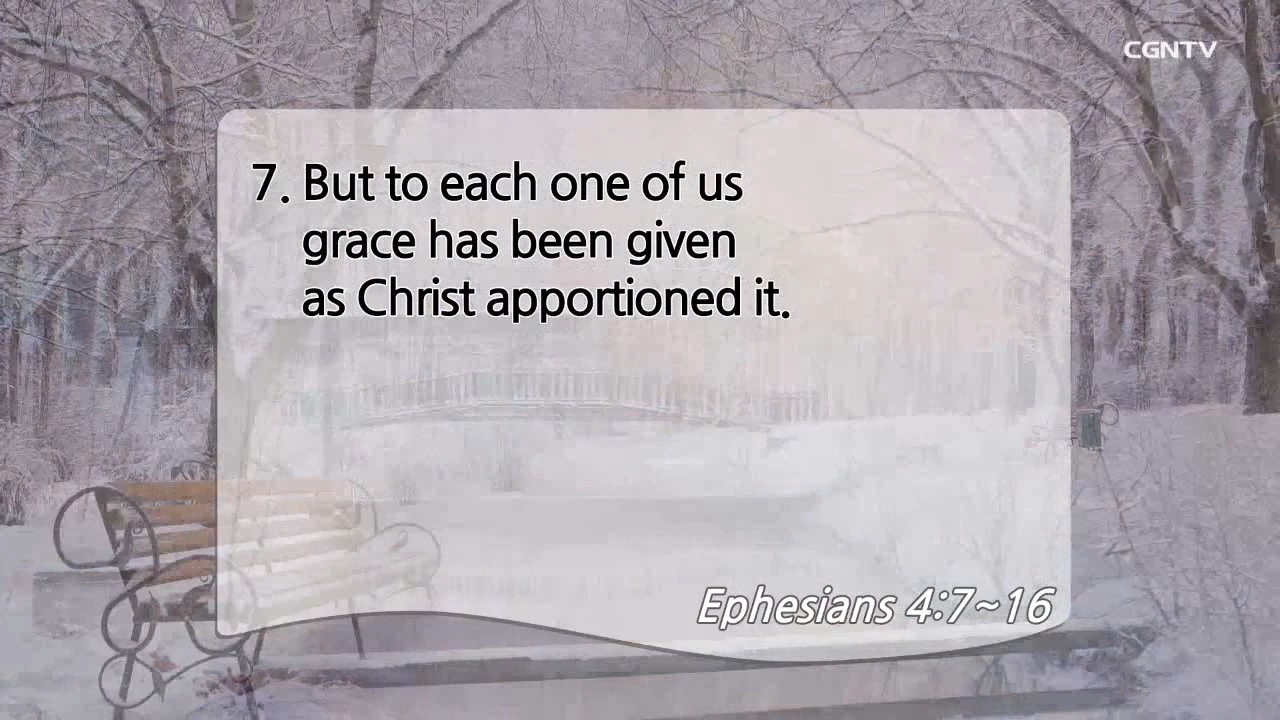 CGNTV
7. But to each one of us
grace has been given
as Christ apportioned it.
Ephesians 4:7~16